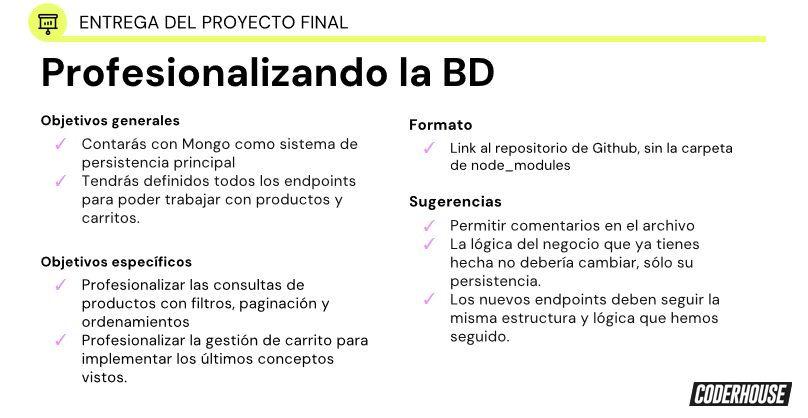 ENTREGA DEL PROYECTO FINAL
Profesionalizando la BD
Objetivos generales
✓ Contarás con Mongo como sistema de
persistencia principal
✓ Tendrás definidos todos los endpoints
para poder trabajar con productos y
carritos.
Objetivos específicos
✓ Profesionalizar las consultas de
productos con filtros, paginación y
ordenamientos
✓ Profesionalizar la gestión de carrito para
implementar los últimos conceptos
vistos.
Formato
✓ Link al repositorio de Github, sin la carpeta
de node_modules
Sugerencias
✓ Permitir comentarios en el archivo
✓ La lógica del negocio que ya tienes
hecha no debería cambiar, sólo su
persistencia.
✓ Los nuevos endpoints deben seguir la
misma estructura y lógica que hemos
seguido.
CODERHOUSE